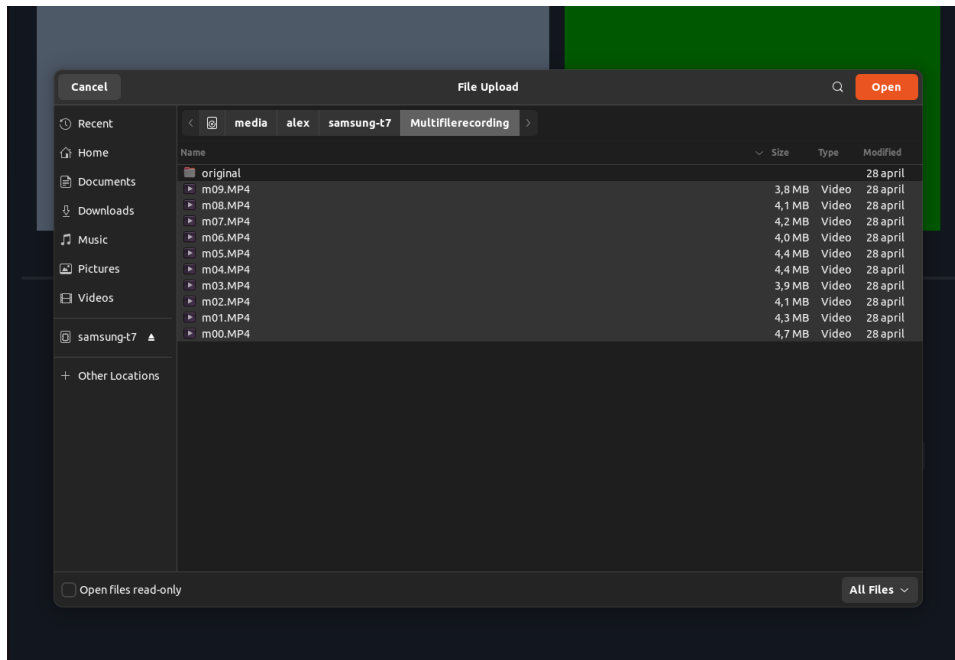 Cancel File Upload Open
Recent
Home
Documents
Downloads
Music
Pictures
Videos
samsung-t7
Other Locations
media alex samsung-t7 Multifilerecording
Name Size Type Modified
original 28 april
m09.MP4 3,8 MB Video 28 april
m08.MP4 4,1 MB Video 28 april
m07.MP4 4,2 MB Video 28 april
m06.MP4 4,0 MB Video 28 april
m05.MP4 4,4 MB Video 28 april
m04.MP4 4,4 MB Video 28 april
m03.MP4 3,9 MB Video 28 april
m02.MP4 4,1 MB Video 28 april
m01.MP4 4,3 MB Video 28 april
m00.MP4 4,7 MB Video 28 april
Open files read-only All Files